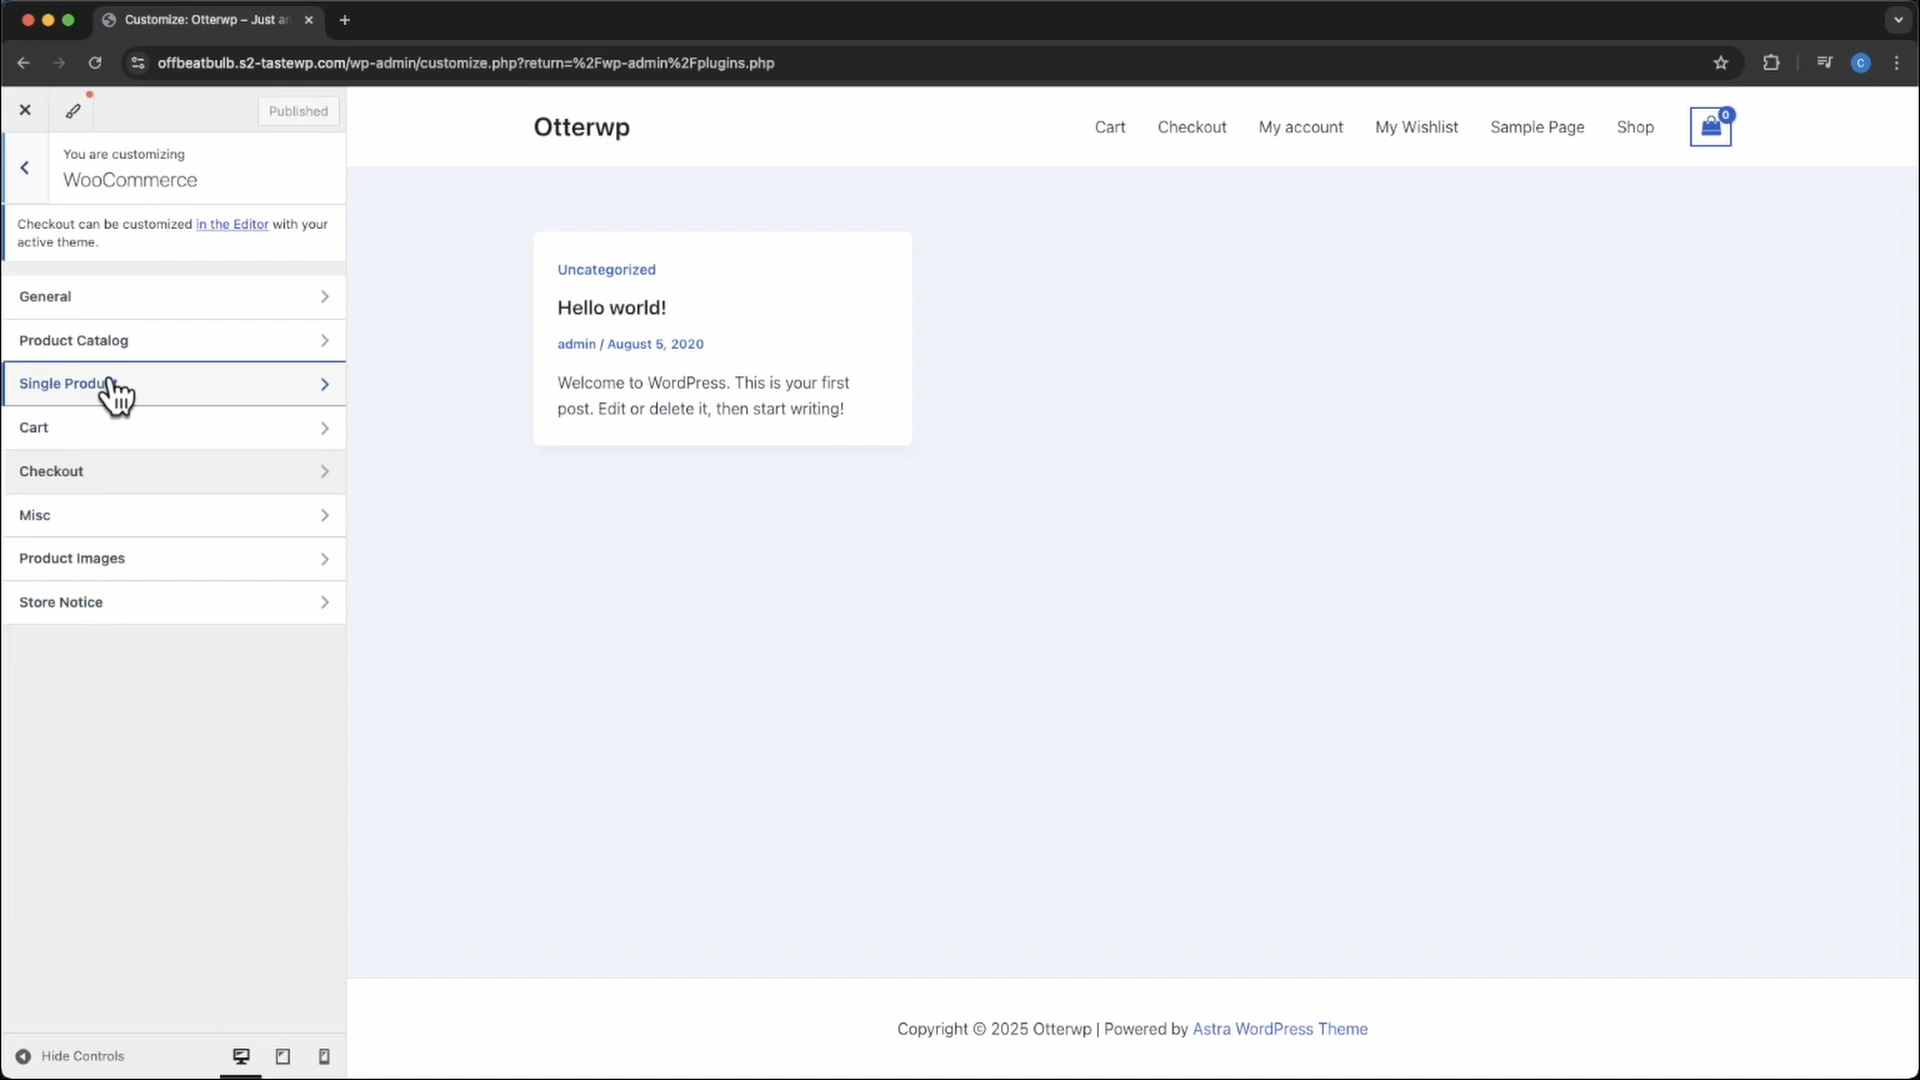 Customize: Otterwp – Just an
offbeatbulb.s2-tastewp.com/wp-admin/customize.php?return=%2Fwp-admin%2Fplugins.php
C
Published
You are customizing
WooCommerce
Checkout can be customized in the Editor with your
active theme.
General
Product Catalog
Single Produ
Cart
Checkout
Misc
Product Images
Store Notice
Hide Controls
Otterwp
Cart
Checkout
My account
My Wishlist
Sample Page
Shop
0
Uncategorized
Hello world!
admin / August 5, 2020
Welcome to WordPress. This is your first
post. Edit or delete it, then start writing!
Copyright © 2025 Otterwp | Powered by Astra WordPress Theme